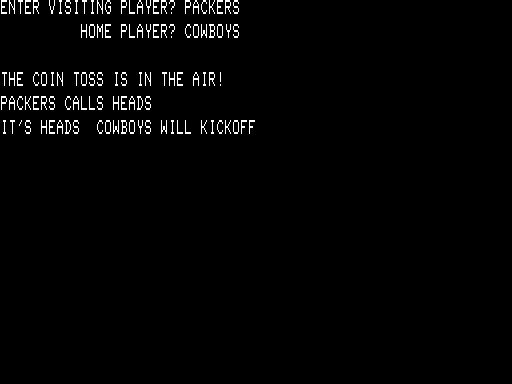 ENTER VISITING PLAYER? PACKERS
HOME PLAYER? COWBOYS
THE COIN TOSS IS IN THE AIR!
PACKERS CALLS HEADS
IT'S HEADS  COWBOYS WILL KICKOFF